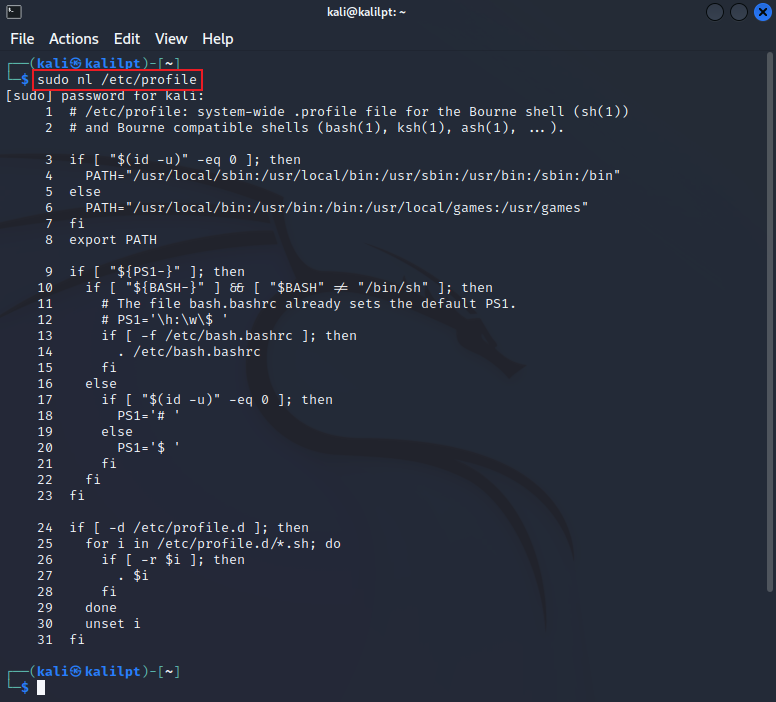 kali@kalilpt: ~
File Actions Edit View Help
┌──(kali㉿kalilpt)-[~]
└─$ sudo nl /etc/profile
[sudo] password for kali:
     1  # /etc/profile: system-wide .profile file for the Bourne shell (sh(1))
     2  # and Bourne compatible shells (bash(1), ksh(1), ash(1), ...).

     3  if [ "$(id -u)" -eq 0 ]; then
     4    PATH="/usr/local/sbin:/usr/local/bin:/usr/sbin:/usr/bin:/sbin:/bin"
     5  else
     6    PATH="/usr/local/bin:/usr/bin:/bin:/usr/local/games:/usr/games"
     7  fi
     8  export PATH

     9  if [ "${PS1-}" ]; then
    10    if [ "${BASH-}" ] && [ "$BASH" != "/bin/sh" ]; then
    11      # The file bash.bashrc already sets the default PS1.
    12      # PS1='\h:\w\$ '
    13      if [ -f /etc/bash.bashrc ]; then
    14        . /etc/bash.bashrc
    15      fi
    16    else
    17      if [ "$(id -u)" -eq 0 ]; then
    18        PS1='# '
    19      else
    20        PS1='$ '
    21      fi
    22    fi
    23  fi

    24  if [ -d /etc/profile.d ]; then
    25    for i in /etc/profile.d/*.sh; do
    26      if [ -r $i ]; then
    27        . $i
    28      fi
    29    done
    30    unset i
    31  fi

┌──(kali㉿kalilpt)-[~]
└─$